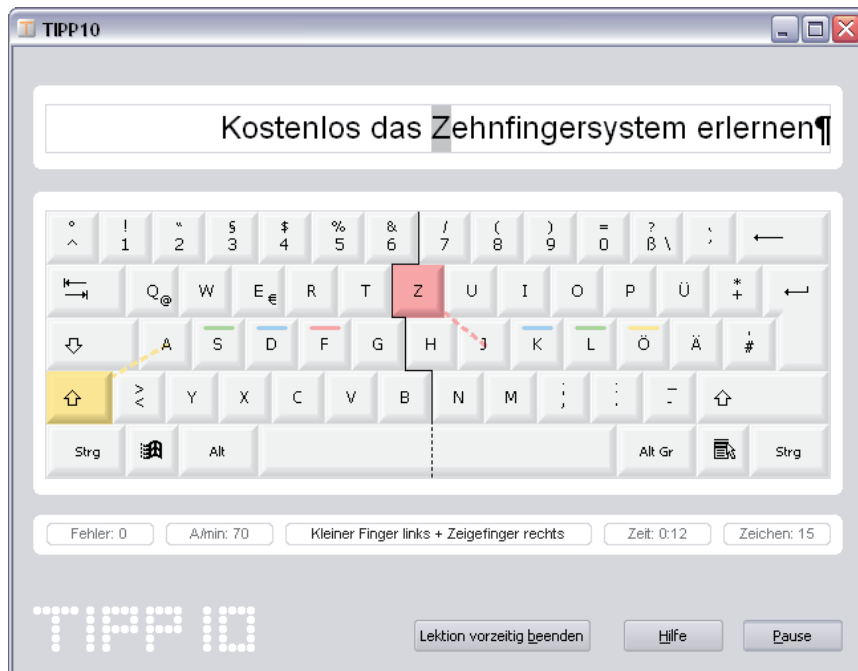 TIPP10
Kostenlos das Zehnfingersystem erlernen¶
° ! " § $ % & / ( ) = ? `
^ 1 2 3 4 5 6 7 8 9 0 ß \ ´
Q @ W E € R T Z U I O P Ü * +
A S D F G H J K L Ö Ä ' #
> < Y X C V B N M ; , : . _ -
Strg Alt Alt Gr Strg
Fehler: 0 A/min: 70 Kleiner Finger links + Zeigefinger rechts Zeit: 0:12 Zeichen: 15
TIPP10 Lektion vorzeitig beenden Hilfe Pause